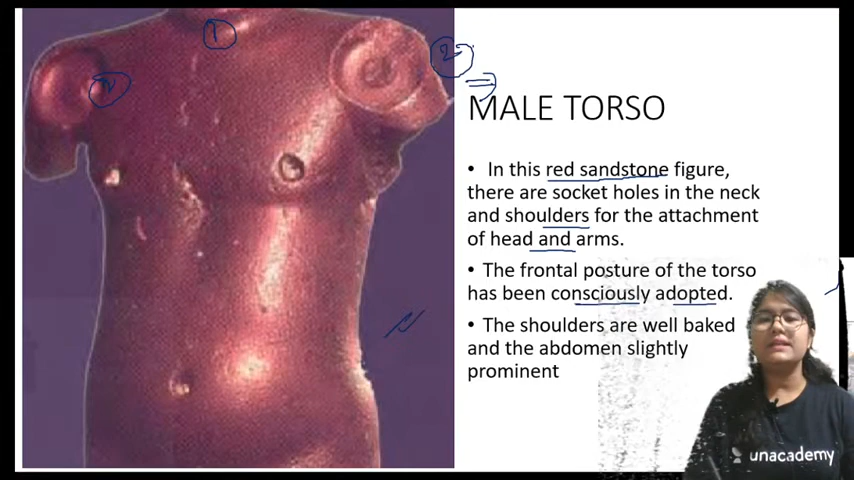 1
2
MALE TORSO
• In this red sandstone figure,
there are socket holes in the neck
and shoulders for the attachment
of head and arms.
• The frontal posture of the torso
has been consciously adopted.
• The shoulders are well baked
and the abdomen slightly
prominent
unacademy